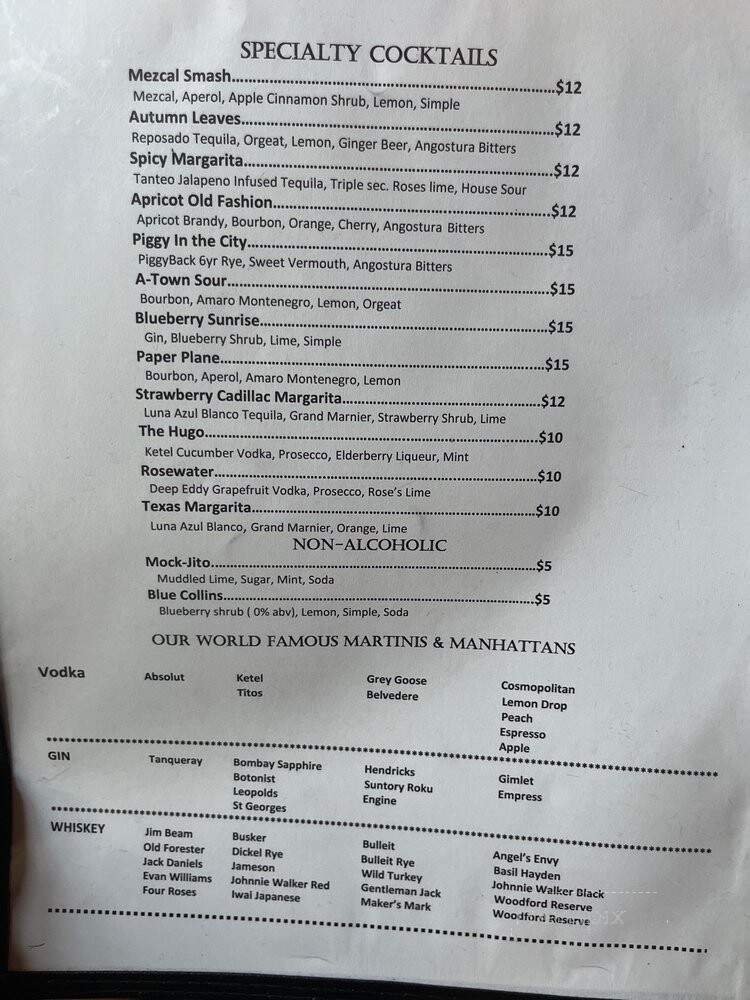 SPECIALTY COCKTAILS
Mezcal Smash...$12
Mezcal, Aperol, Apple Cinnamon Shrub, Lemon, Simple
Autumn Leaves...$12
Reposado Tequila, Orgeat, Lemon, Ginger Beer, Angostura Bitters
Spicy Margarita...$12
Tanteo Jalapeno Infused Tequila, Triple sec. Roses lime, House Sour
Apricot Old Fashion...$12
Apricot Brandy, Bourbon, Orange, Cherry, Angostura Bitters
Piggy In the City...$15
PiggyBack 6yr Rye, Sweet Vermouth, Angostura Bitters
A-Town Sour...$15
Bourbon, Amaro Montenegro, Lemon, Orgeat
Blueberry Sunrise...$15
Gin, Blueberry Shrub, Lime, Simple
Paper Plane...$15
Bourbon, Aperol, Amaro Montenegro, Lemon
Strawberry Cadillac Margarita...$12
Luna Azul Blanco Tequila, Grand Marnier, Strawberry Shrub, Lime
The Hugo...$10
Ketel Cucumber Vodka, Prosecco, Elderberry Liqueur, Mint
Rosewater...$10
Deep Eddy Grapefruit Vodka, Prosecco, Rose's Lime
Texas Margarita...$10
Luna Azul Blanco, Grand Marnier, Orange, Lime
NON-ALCOHOLIC
Mock-Jito...$5
Muddled Lime, Sugar, Mint, Soda
Blue Collins...$5
Blueberry shrub ( 0% abv), Lemon, Simple, Soda
OUR WORLD FAMOUS MARTINIS & MANHATTANS
Vodka Absolut Ketel Grey Goose Cosmopolitan
Titos Belvedere Lemon Drop
Peach
Espresso
Apple
GIN Tanqueray Bombay Sapphire Hendricks Gimlet
Botonist Suntory Roku Empress
Leopolds Engine
St Georges
WHISKEY Jim Beam Busker Bulleit Angel's Envy
Old Forester Dickel Rye Bulleit Rye Basil Hayden
Jack Daniels Jameson Wild Turkey Johnnie Walker Black
Evan Williams Johnnie Walker Red Gentleman Jack Woodford Reserve
Four Roses Iwai Japanese Maker's Mark Woodford Reserve